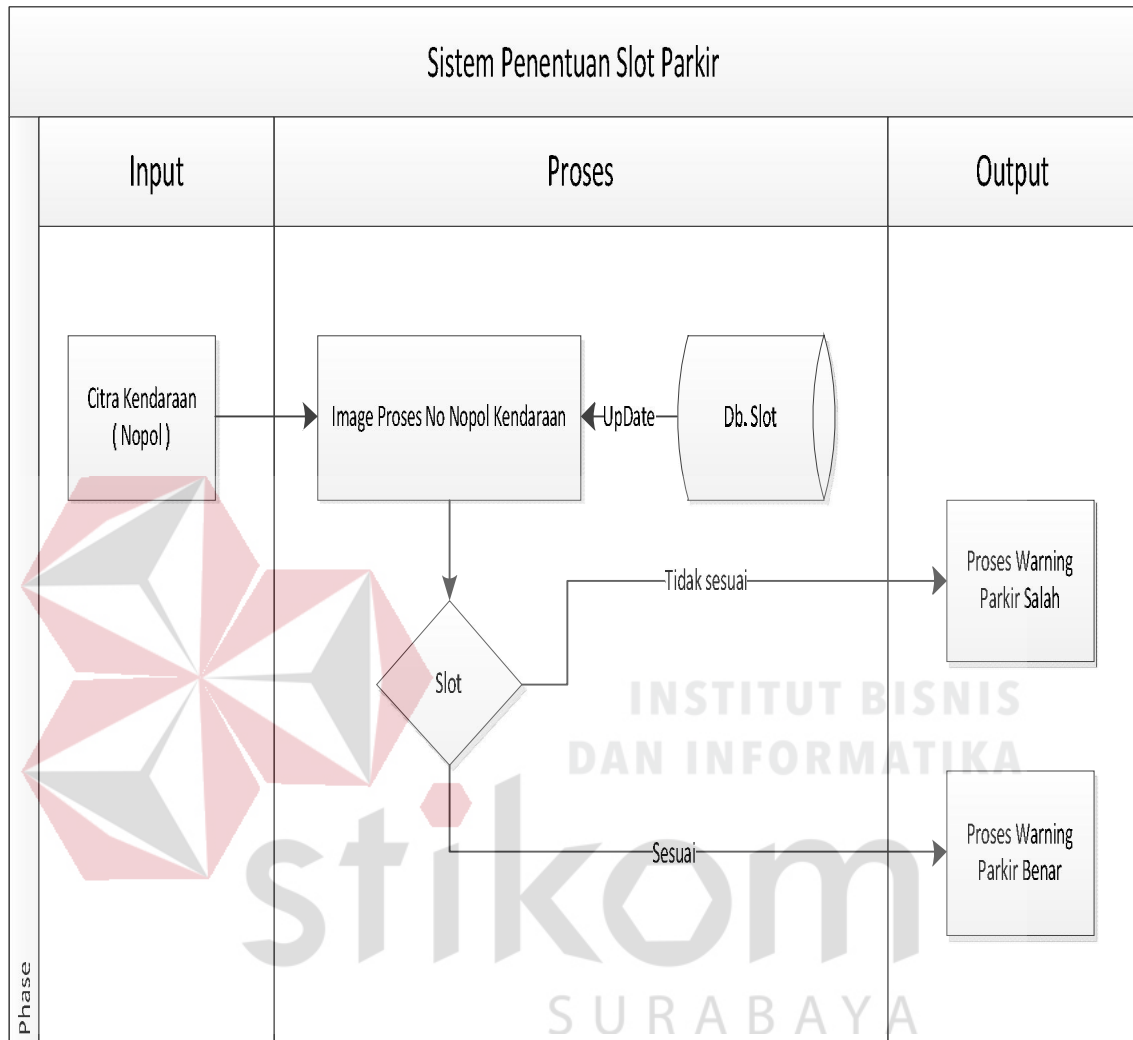 Sistem Penentuan Slot Parkir
Input
Proses
Output
Citra Kendaraan
( Nopol )
Image Proses No Nopol Kendaraan
UpDate
Db. Slot
Proses Warning
Parkir Salah
Tidak sesuai
Slot
INSTITUT BISNIS
DAN INFORMATIKA
Proses Warning
Parkir Benar
Sesuai
stikom
SURABAYA
Phase